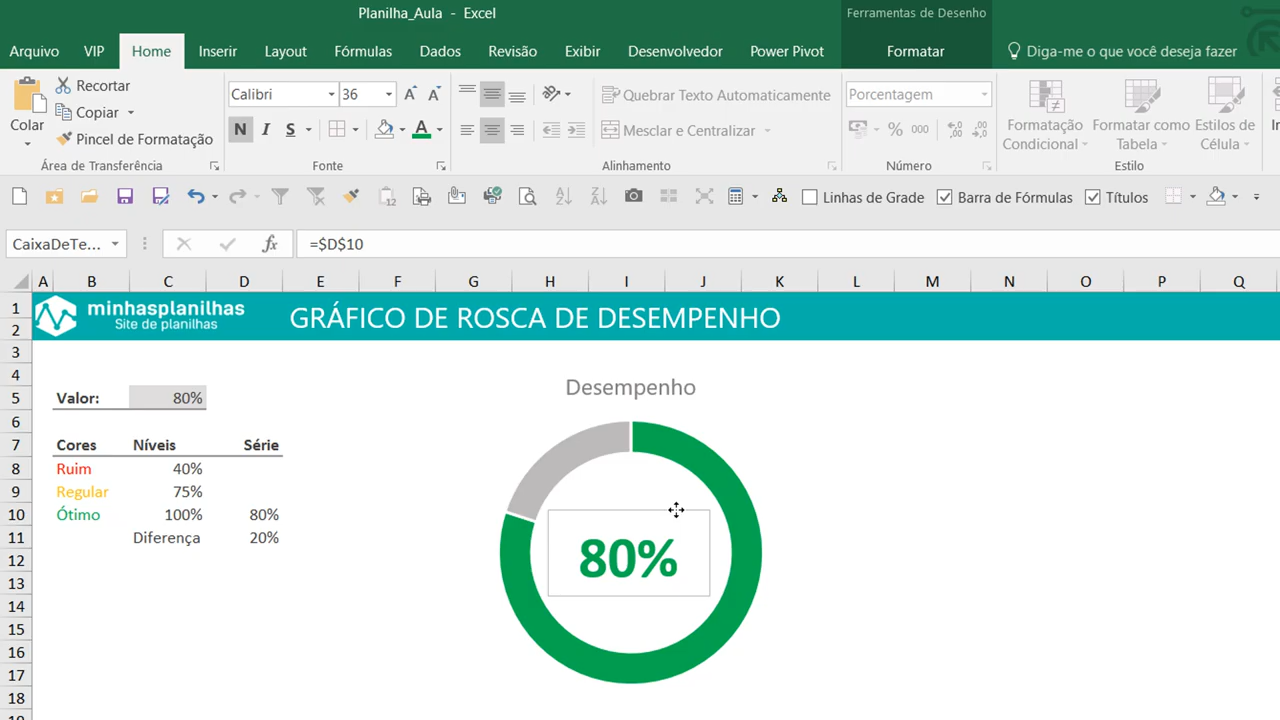 Planilha_Aula - Excel
Ferramentas de Desenho
Arquivo VIP Home Inserir Layout Fórmulas Dados Revisão Exibir Desenvolvedor Power Pivot Formatar Diga-me o que você deseja fazer
Colar
Recortar
Copiar
Pincel de Formatação
Área de Transferência
Calibri 36
N I S A
Fonte
Quebrar Texto Automaticamente
Mesclar e Centralizar
Alinhamento
Porcentagem
% 000
Número
Formatação Condicional
Formatar como Tabela
Estilos de Célula
Estilo
Linhas de Grade Barra de Fórmulas Títulos
CaixaDeTe... fx =$D$10
A B C D E F G H I J K L M N O P Q
1
2
3
4
5
6
7
8
9
10
11
12
13
14
15
16
17
18
minhasplanilhas
Site de planilhas
GRÁFICO DE ROSCA DE DESEMPENHO
Valor: 80%
Cores Níveis Série
Ruim 40%
Regular 75%
Ótimo 100% 80%
Diferença 20%
Desempenho
80%